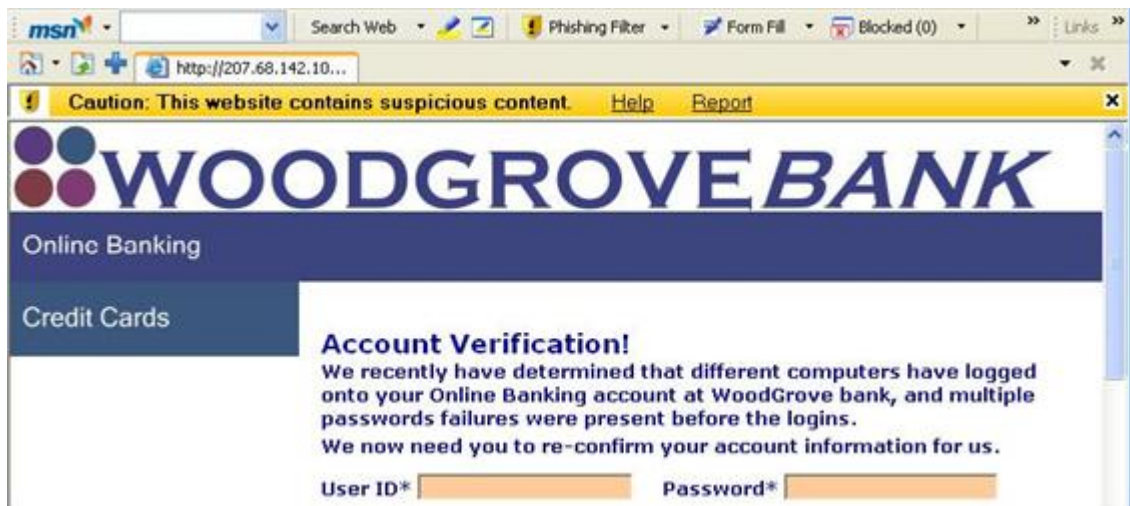 msn Search Web Phishing Filter Form Fill Blocked (0) » Links »
http://207.68.142.10...
Caution: This website contains suspicious content. Help Report
WOODGROVEBANK
Online Banking
Credit Cards
Account Verification!
We recently have determined that different computers have logged
onto your Online Banking account at WoodGrove bank, and multiple
passwords failures were present before the logins.
We now need you to re-confirm your account information for us.
User ID* Password*